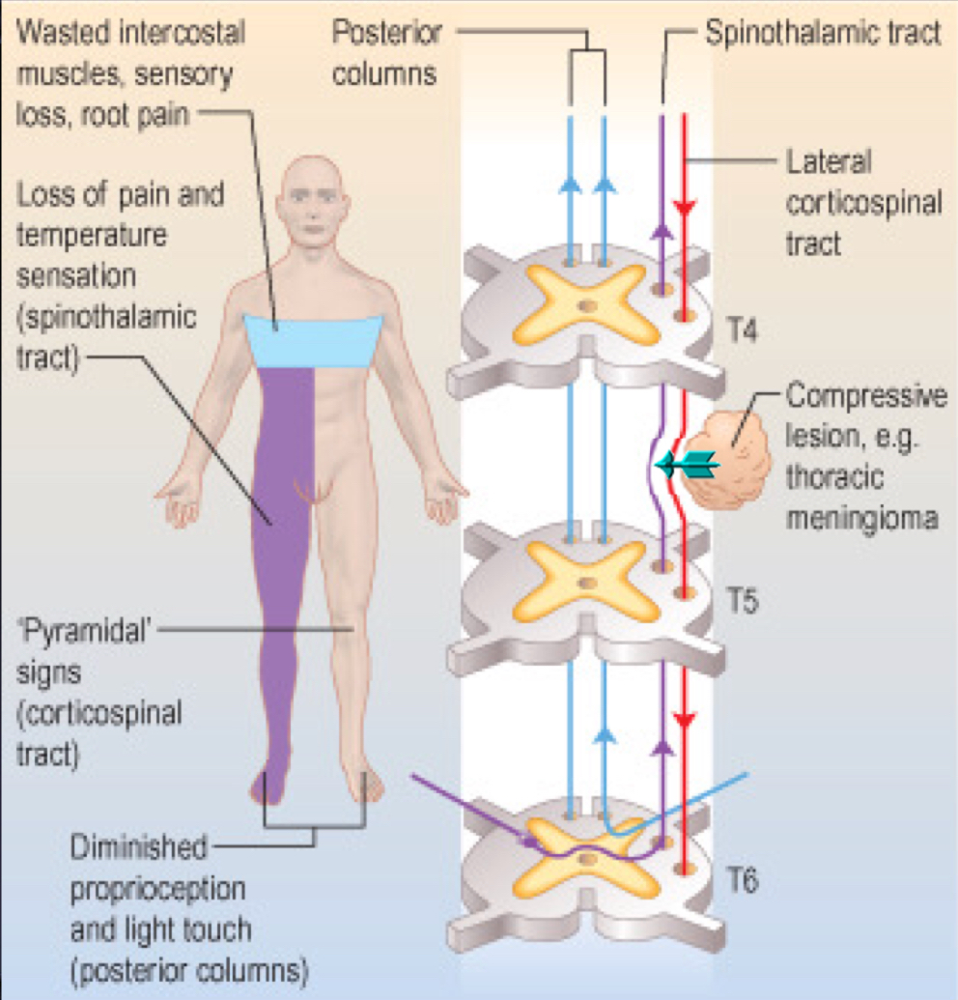 Wasted intercostal
muscles, sensory
loss, root pain
Loss of pain and
temperature
sensation
(spinothalamic
tract)
'Pyramidal'
signs
(corticospinal
tract)
Diminished
proprioception
and light touch
(posterior columns)
Posterior
columns
Spinothalamic tract
Lateral
corticospinal
tract
T4
Compressive
lesion, e.g.
thoracic
meningioma
T5
T6